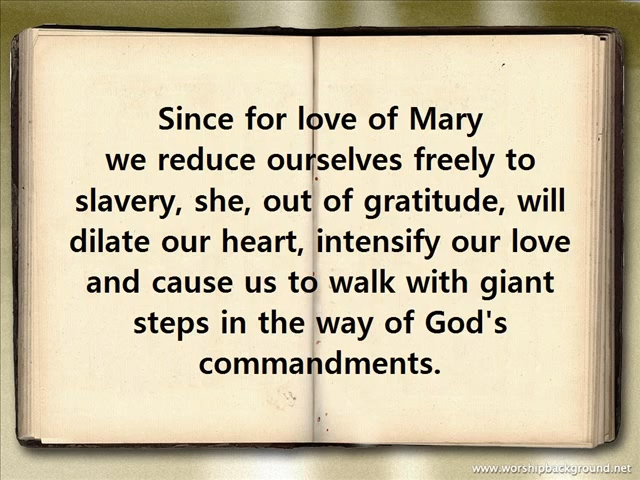 Since for love of Mary
we reduce ourselves freely to
slavery, she, out of gratitude, will
dilate our heart, intensify our love
and cause us to walk with giant
steps in the way of God's
commandments.
www.worshipbackground.net